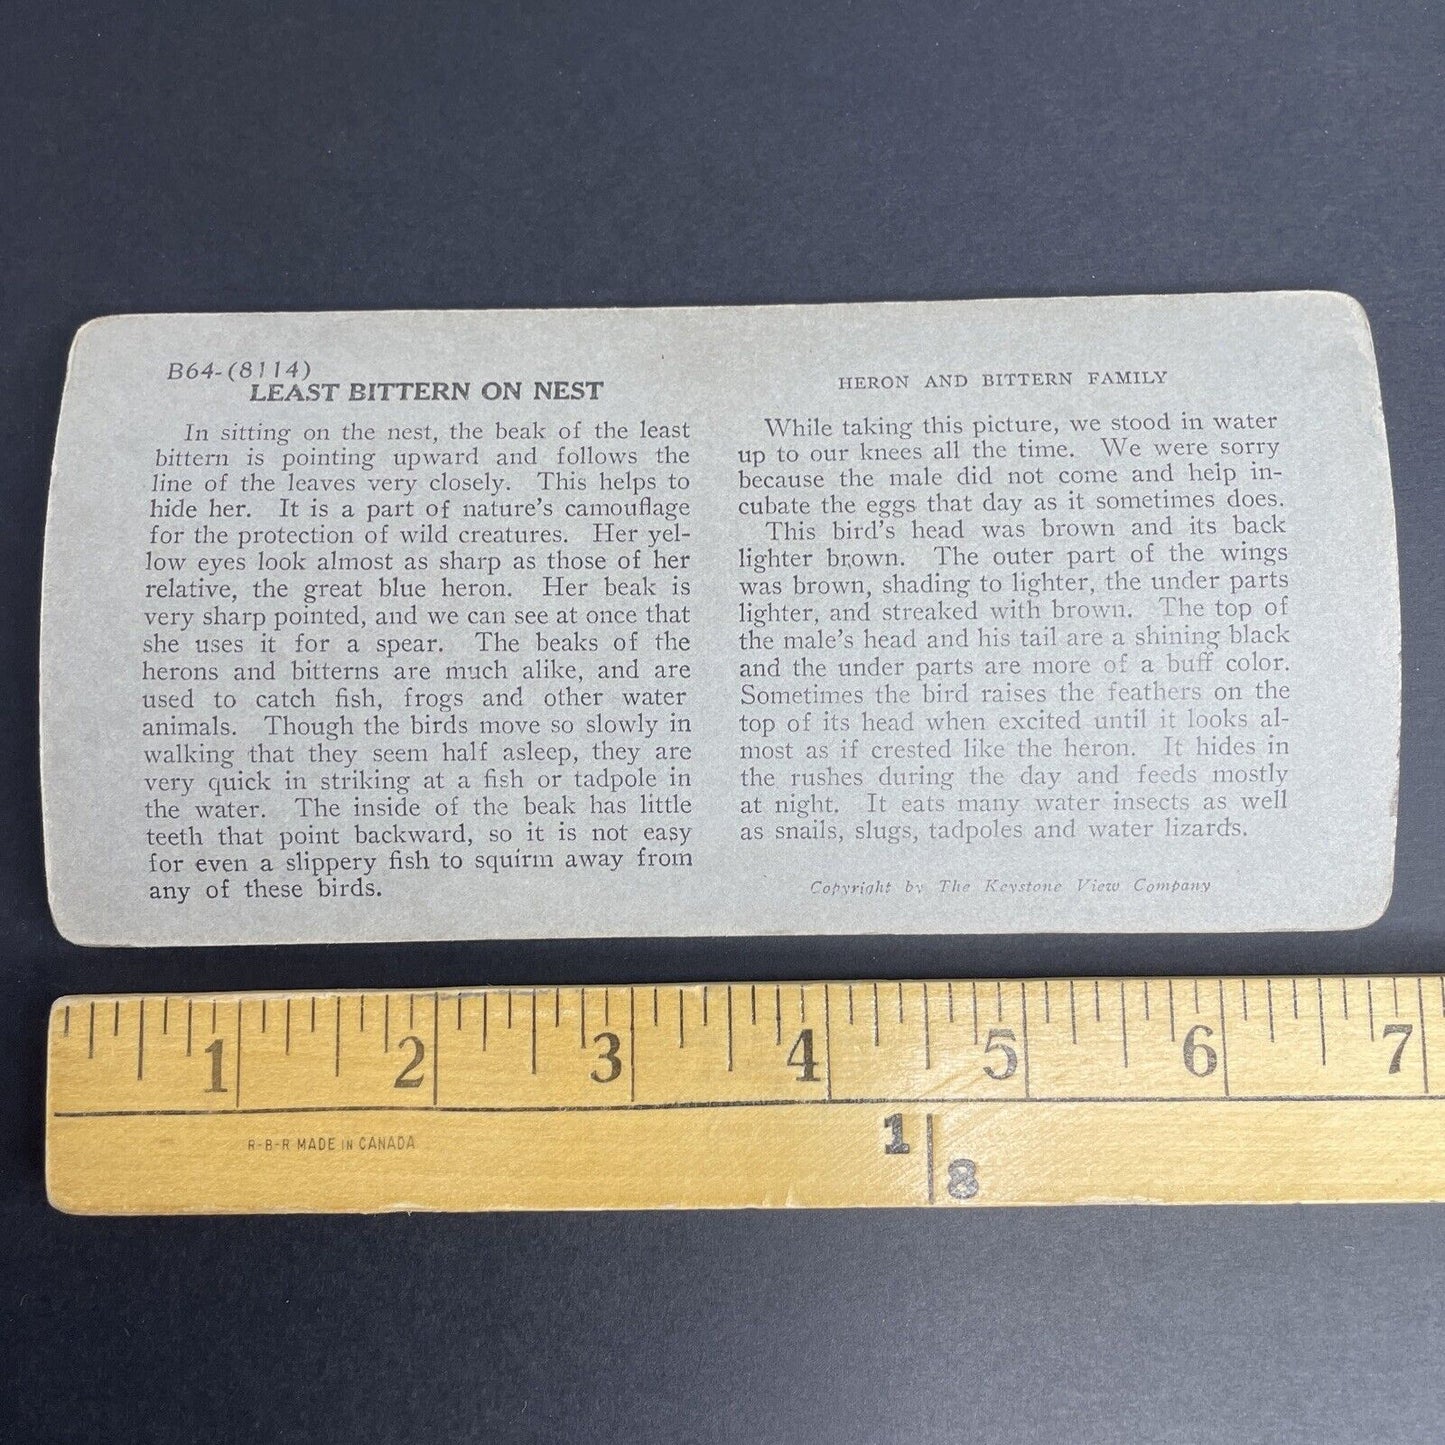 B64-(8114)
LEAST BITTERN ON NEST
In sitting on the nest, the beak of the least
bittern is pointing upward and follows the
line of the leaves very closely. This helps to
hide her. It is a part of nature's camouflage
for the protection of wild creatures. Her yel-
low eyes look almost as sharp as those of her
relative, the great blue heron. Her beak is
very sharp pointed, and we can see at once that
she uses it for a spear. The beaks of the
herons and bitterns are much alike, and are
used to catch fish, frogs and other water
animals. Though the birds move so slowly in
walking that they seem half asleep, they are
very quick in striking at a fish or tadpole in
the water. The inside of the beak has little
teeth that point backward, so it is not easy
for even a slippery fish to squirm away from
any of these birds.
HERON AND BITTERN FAMILY
While taking this picture, we stood in water
up to our knees all the time. We were sorry
because the male did not come and help in-
cubate the eggs that day as it sometimes does.
This bird's head was brown and its back
lighter brown. The outer part of the wings
was brown, shading to lighter, the under parts
lighter, and streaked with brown. The top of
the male's head and his tail are a shining black
and the under parts are more of a buff color.
Sometimes the bird raises the feathers on the
top of its head when excited until it looks al-
most as if crested like the heron. It hides in
the rushes during the day and feeds mostly
at night. It eats many water insects as well
as snails, slugs, tadpoles and water lizards.
Copyright by The Keystone View Company
1 2 3 4 5 6 7
R-B-R MADE IN CANADA
1 8